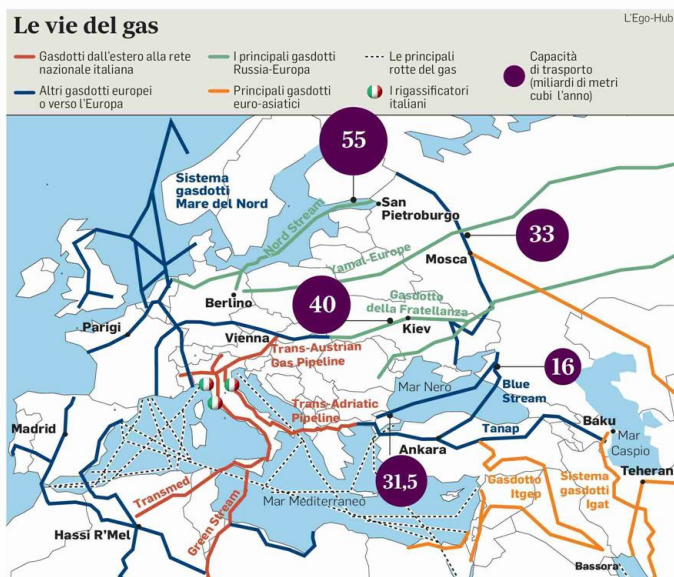 Le vie del gas
L'Ego-Hub
Gasdotti dall'estero alla rete
nazionale italiana
Altri gasdotti europei
o verso l'Europa
I principali gasdotti
Russia-Europa
Principali gasdotti
euro-asiatici
Le principali
rotte del gas
I rigassificatori
italiani
Capacità
di trasporto
(miliardi di metri
cubi l'anno)
55
Sistema
gasdotti
Mare del Nord
San
Pietroburgo
Nord Stream
33
Yamal-Europe
Mosca
Berlino
40
Gasdotto
della Fratellanza
Kiev
Parigi
Vienna
Trans-Austrian
Gas Pipeline
16
Mar Nero
Blue
Stream
Trans-Adriatic
Pipeline
Madrid
Tanap
Baku
Mar
Caspio
Ankara
Teheran
31,5
Gasdotto
Itgep
Sistema
gasdotti
Igat
Transmed
Mar Mediterraneo
Green Stream
Hassi R'Mel
Bassora